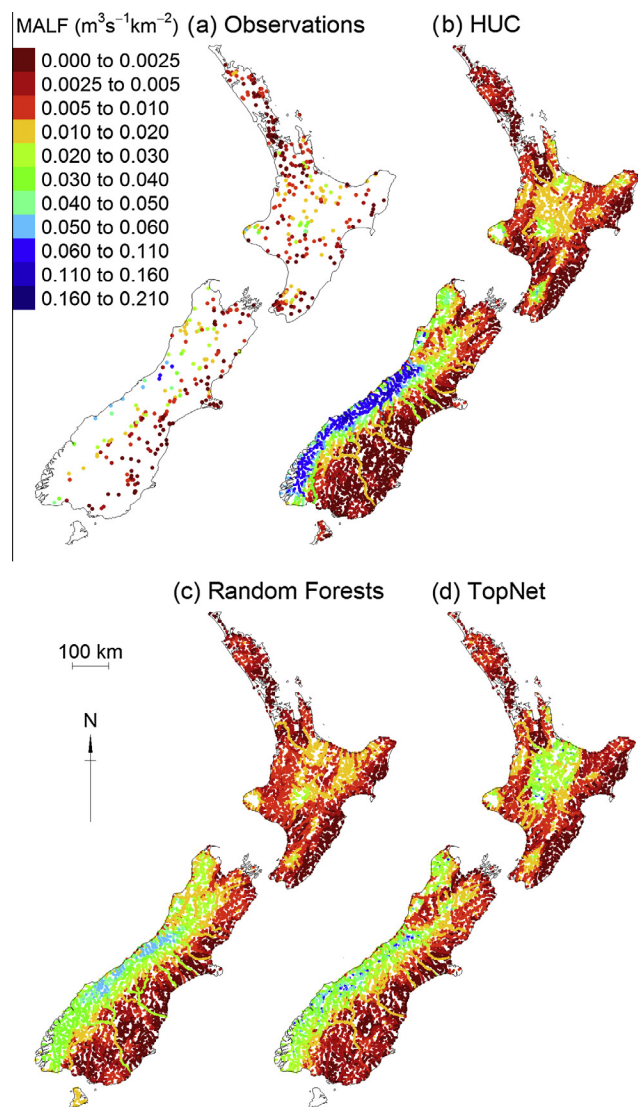 MALF (m³s⁻¹km⁻²) (a) Observations (b) HUC
0.000 to 0.0025
0.0025 to 0.005
0.005 to 0.010
0.010 to 0.020
0.020 to 0.030
0.030 to 0.040
0.040 to 0.050
0.050 to 0.060
0.060 to 0.110
0.110 to 0.160
0.160 to 0.210
(c) Random Forests (d) TopNet
100 km
N